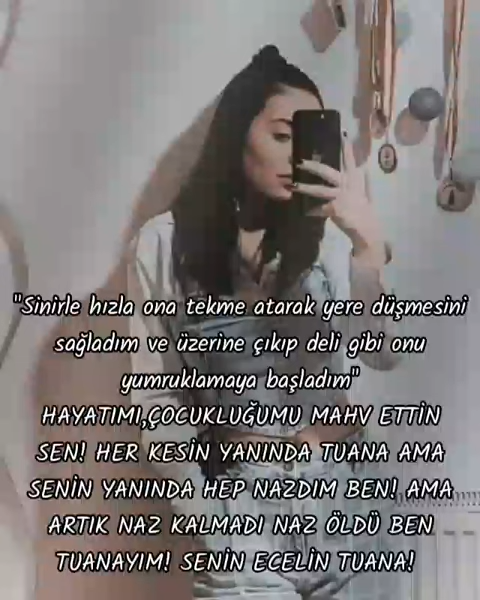 "Sinirle hızla ona tekme atarak yere düşmesini
sağladım ve üzerine çıkıp deli gibi onu
yumruklamaya başladım"
HAYATIMI,ÇOCUKLUĞUMU MAHV ETTİN
SEN! HER KESİN YANINDA TUANA AMA
SENİN YANINDA HEP NAZDIM BEN! AMA
ARTIK NAZ KALMADI NAZ ÖLDÜ BEN
TUANAYIM! SENİN ECELİN TUANA!